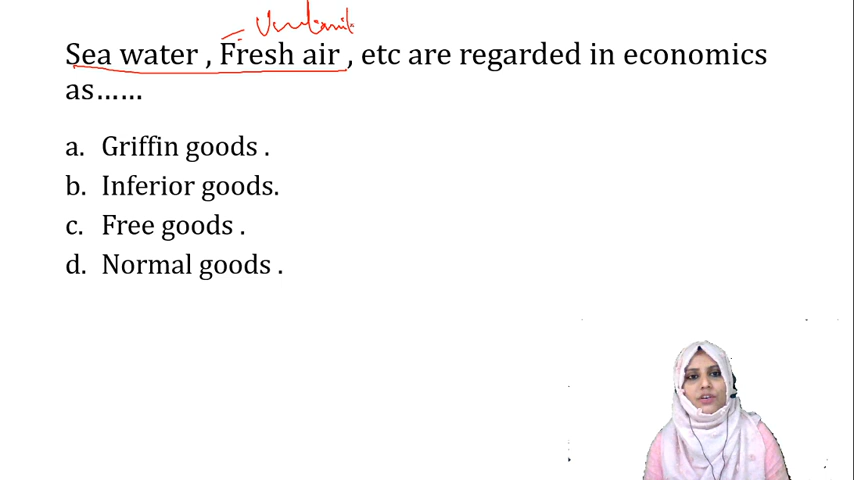 Sea water , Fresh air , etc are regarded in economics
as……
a. Griffin goods .
b. Inferior goods.
c. Free goods .
d. Normal goods .